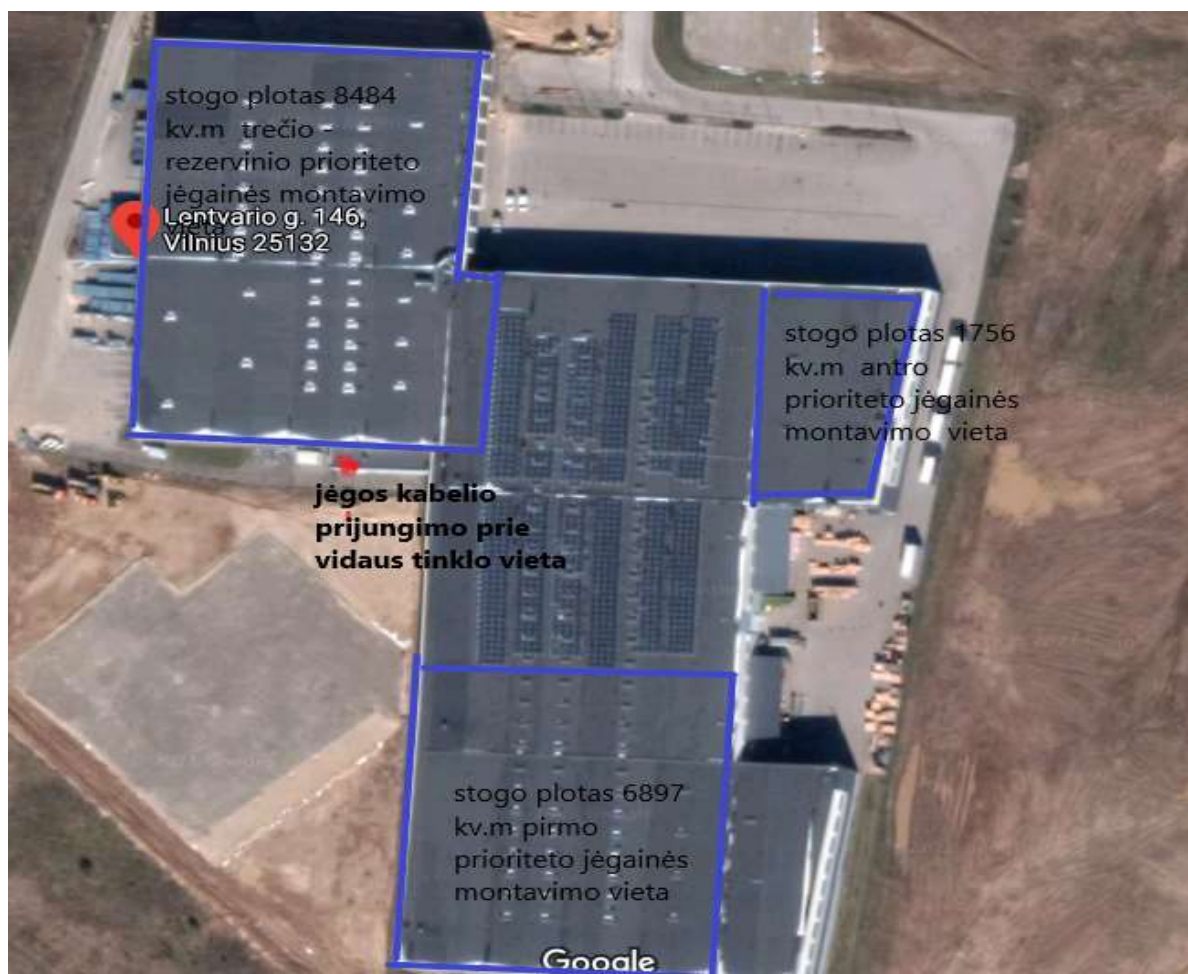 stogo plotas 8484
kv.m trečio -
rezervinio prioriteto
jėgainės montavimo
vieta
Lentvario g. 146,
Vilnius 25132
stogo plotas 1756
kv.m antro
prioriteto jėgainės
montavimo vieta
jėgos kabelio
prijungimo prie
vidaus tinklo vieta
stogo plotas 6897
kv.m pirmo
prioriteto jėgainės
montavimo vieta
Google